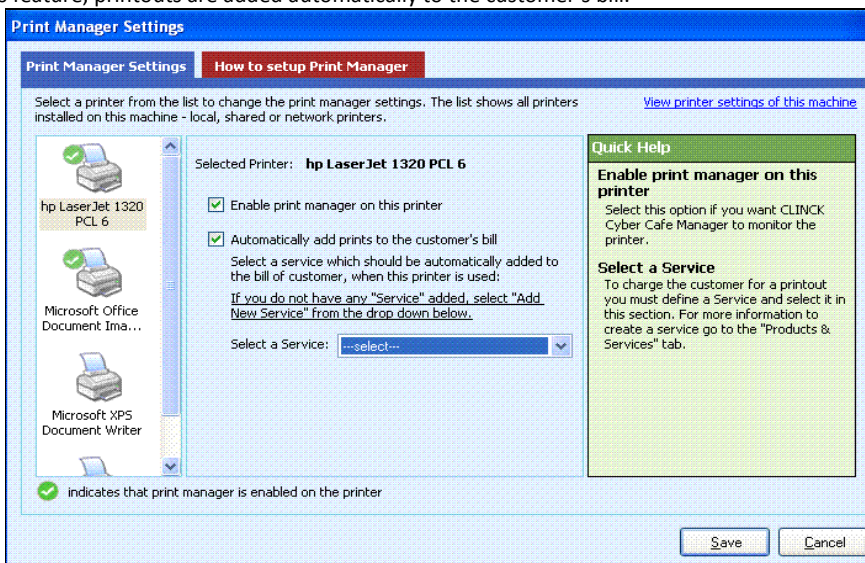 s feature, printouts are added automatically to the customer's bill.
Print Manager Settings
Print Manager Settings
How to setup Print Manager
Select a printer from the list to change the print manager settings. The list shows all printers
installed on this machine - local, shared or network printers.
View printer settings of this machine
hp LaserJet 1320
PCL 6
Microsoft Office
Document Ima...
Microsoft XPS
Document Writer
Selected Printer: hp LaserJet 1320 PCL 6
Enable print manager on this printer
Automatically add prints to the customer's bill
Select a service which should be automatically added to
the bill of customer, when this printer is used:
If you do not have any "Service" added, select "Add
New Service" from the drop down below.
Select a Service: ---select---
Quick Help
Enable print manager on this
printer
Select this option if you want CLINCK
Cyber Cafe Manager to monitor the
printer.
Select a Service
To charge the customer for a printout
you must define a Service and select it in
this section. For more information to
create a service go to the "Products &
Services" tab.
indicates that print manager is enabled on the printer
Save
Cancel